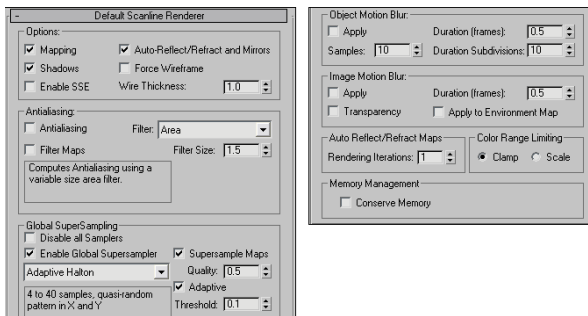 - Default Scanline Renderer
Options:
Mapping Auto-Reflect/Refract and Mirrors
Shadows Force Wireframe
Enable SSE Wire Thickness: 1.0
Antialiasing:
Antialiasing Filter: Area
Filter Maps Filter Size: 1.5
Computes Antialiasing using a
variable size area filter.
Global SuperSampling
Disable all Samplers
Enable Global Supersampler Supersample Maps
Adaptive Halton Quality: 0.5
Adaptive
4 to 40 samples, quasi-random
pattern in X and Y
Threshold: 0.1
Object Motion Blur:
Apply Duration (frames): 0.5
Samples: 10 Duration Subdivisions: 10
Image Motion Blur:
Apply Duration (frames): 0.5
Transparency Apply to Environment Map
Auto Reflect/Refract Maps
Rendering Iterations: 1
Color Range Limiting
Clamp Scale
Memory Management
Conserve Memory